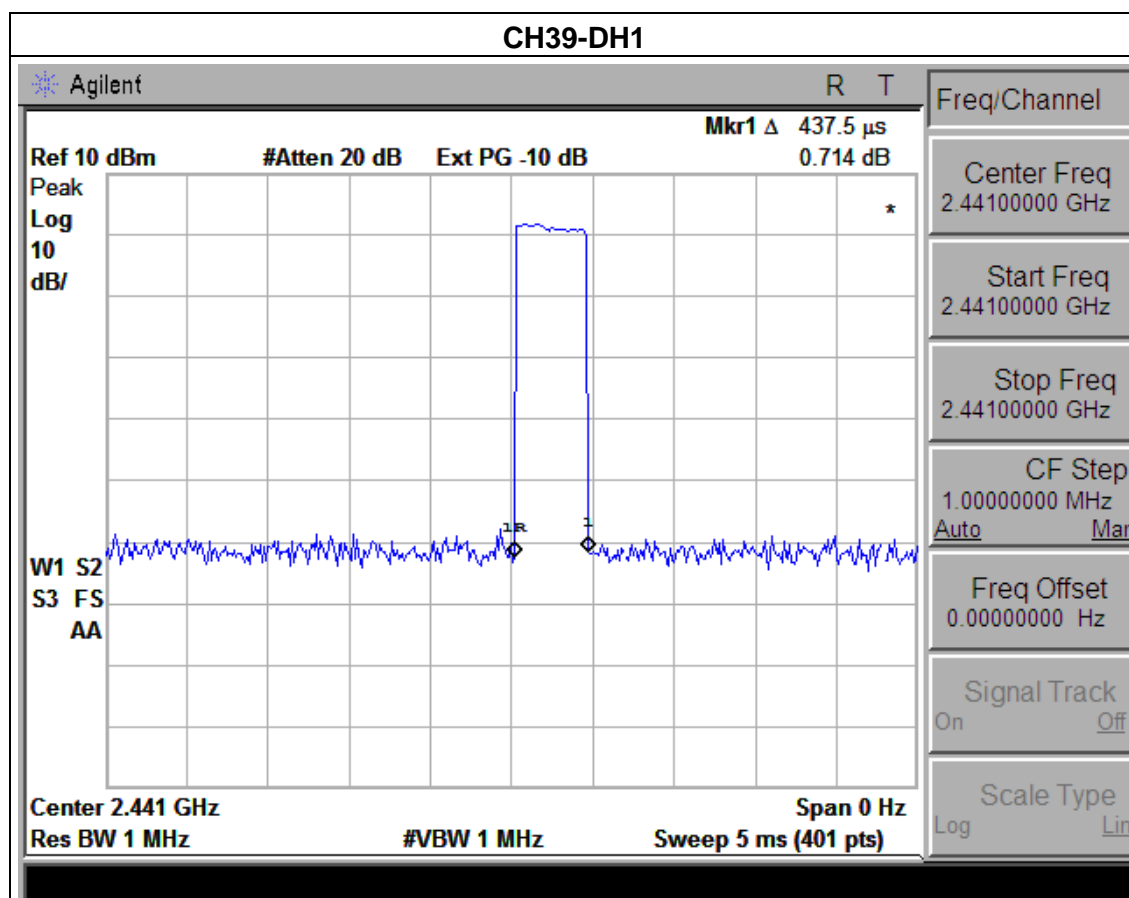 CH39-DH1
Agilent R T
Mkr1 Δ 437.5 µs
Ref 10 dBm #Atten 20 dB Ext PG -10 dB 0.714 dB
Peak
Log
10
dB/
*
1R 1
W1 S2
S3 FS
AA
Center 2.441 GHz Span 0 Hz
Res BW 1 MHz #VBW 1 MHz Sweep 5 ms (401 pts)
Freq/Channel
Center Freq
2.44100000 GHz
Start Freq
2.44100000 GHz
Stop Freq
2.44100000 GHz
CF Step
1.00000000 MHz
Auto Man
Freq Offset
0.00000000 Hz
Signal Track
On Off
Scale Type
Log Lin